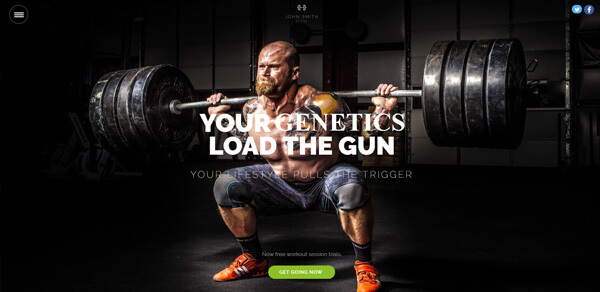 JOHN SMITH
YOUR GENETICS
LOAD THE GUN
YOUR LIFESTYLE PULLS THE TRIGGER
Now free workout session trials.
GET GOING NOW